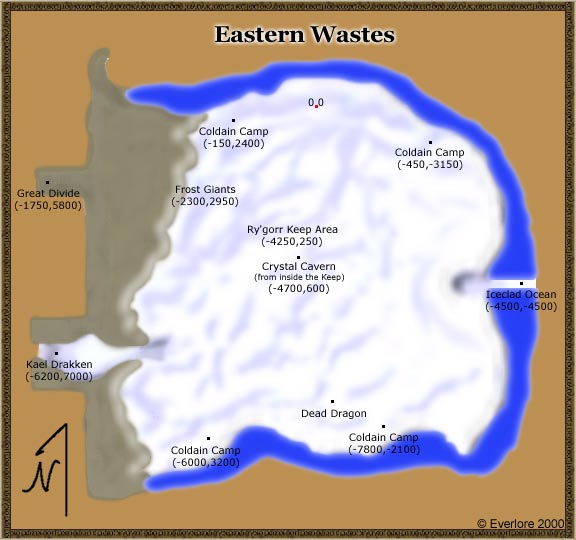 Eastern Wastes
0,0
Coldain Camp
(-150,2400)
Coldain Camp
(-450,-3150)
Great Divide
(-1750,5800)
Frost Giants
(-2300,2950)
Ry'gorr Keep Area
(-4250,250)
Crystal Cavern
(from inside the Keep)
(-4700,600)
Iceclad Ocean
(-4500,-4500)
Kael Drakken
(-6200,7000)
Dead Dragon
Coldain Camp
(-7800,-2100)
Coldain Camp
(-6000,3200)
N
© Everlore 2000